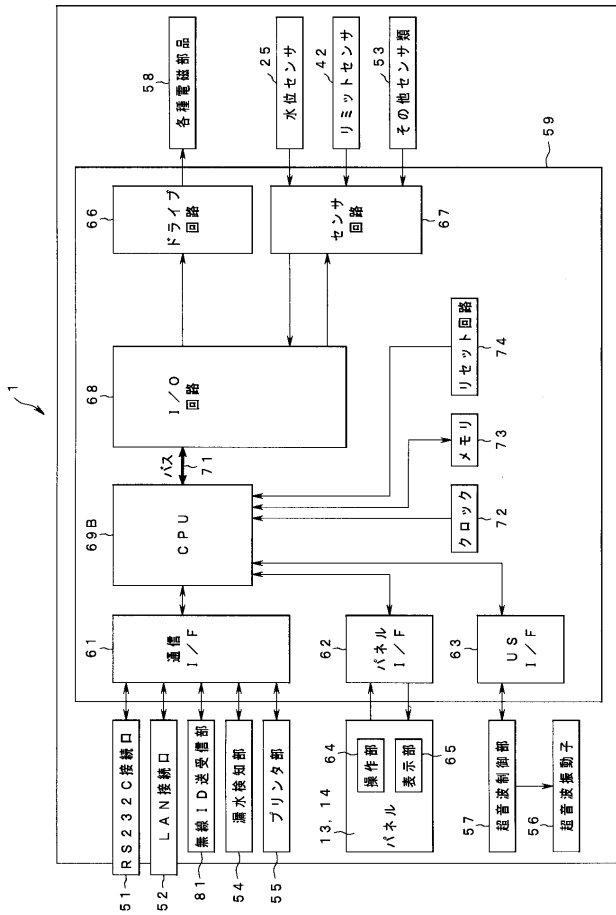 1
51
RS232C接続口
52
LAN接続口
81
無線ID送受信部
54
漏水検知部
55
プリンタ部
61
通信
I/F
69B
CPU
バス
71
68
I/O
回路
66
ドライブ
回路
58
各種電磁部品
25
水位センサ
42
リミットセンサ
53
その他センサ類
センサ
回路
67
59
13,14
パネル
64
操作部
表示部
65
62
パネル
I/F
63
US
I/F
57
超音波制御部
56
超音波振動子
クロック
72
メモリ
73
リセット回路
74